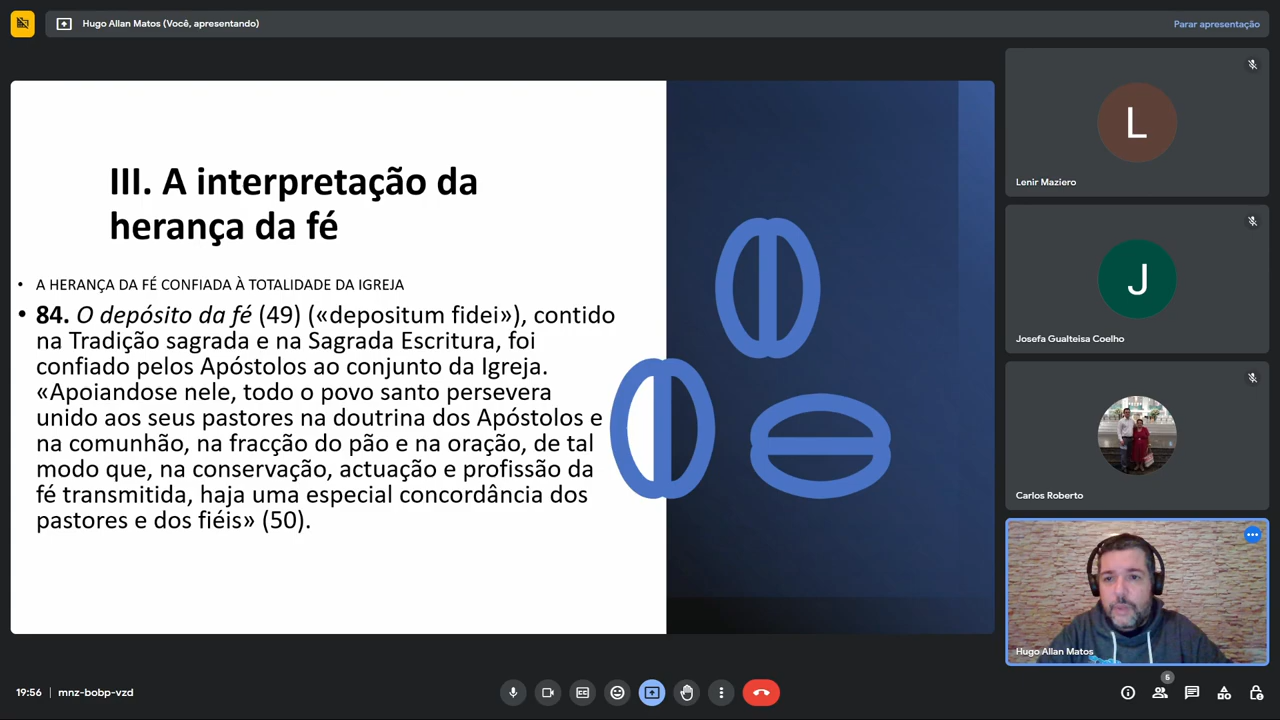 Hugo Allan Matos (Você, apresentando)
Parar apresentação
III. A interpretação da
herança da fé
• A HERANÇA DA FÉ CONFIADA À TOTALIDADE DA IGREJA
• 84. O depósito da fé (49) («depositum fidei»), contido
na Tradição sagrada e na Sagrada Escritura, foi
confiado pelos Apóstolos ao conjunto da Igreja.
«Apoiandose nele, todo o povo santo persevera
unido aos seus pastores na doutrina dos Apóstolos e
na comunhão, na fracção do pão e na oração, de tal
modo que, na conservação, actuação e profissão da
fé transmitida, haja uma especial concordância dos
pastores e dos fiéis» (50).
L
Lenir Maziero
J
Josefa Gualteisa Coelho
Carlos Roberto
Hugo Allan Matos
19:56 | mnz-bobp-vzd
6